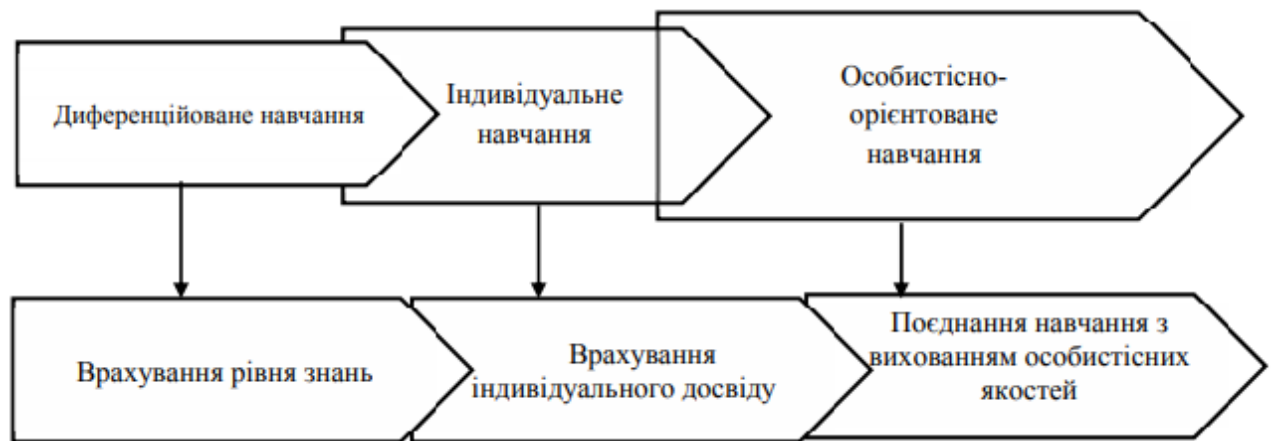 Диференційоване навчання
Індивідуальне
навчання
Особистісно-
орієнтоване
навчання
Врахування рівня знань
Врахування
індивідуального досвіду
Поєднання навчання з
вихованням особистісних
якостей